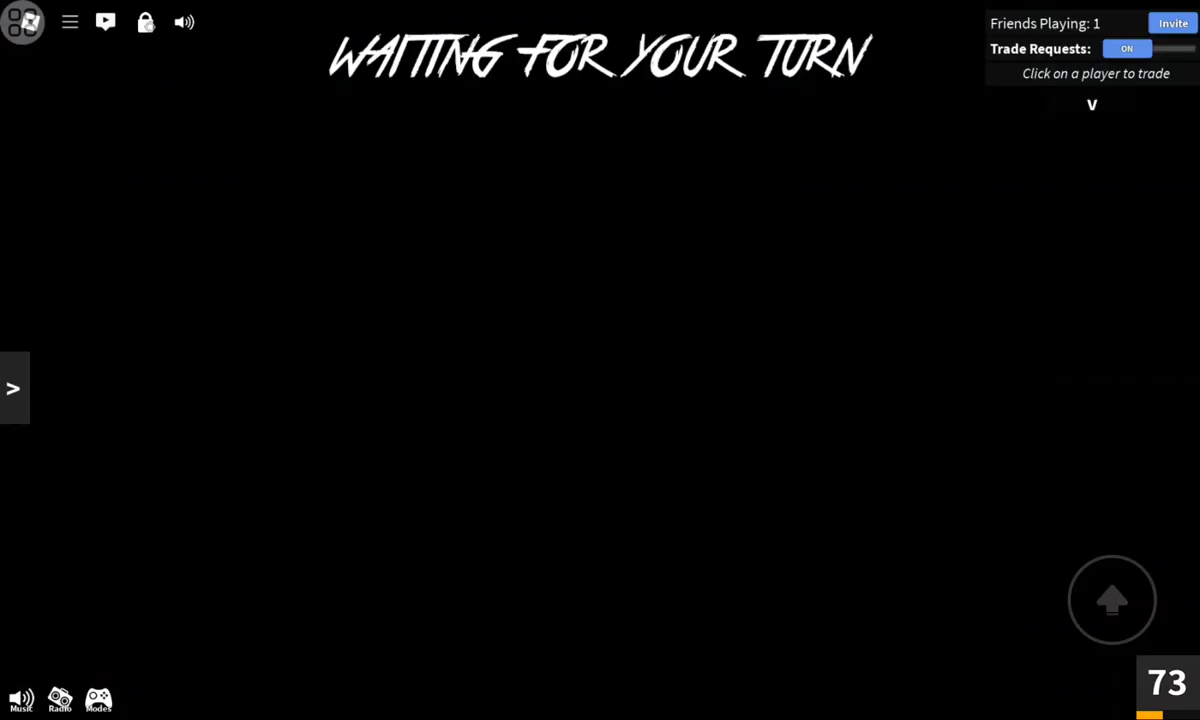 WAITING FOR YOUR TURN
Friends Playing: 1
Invite
Trade Requests:
ON
Click on a player to trade
v
>
Music
Radio
Modes
73